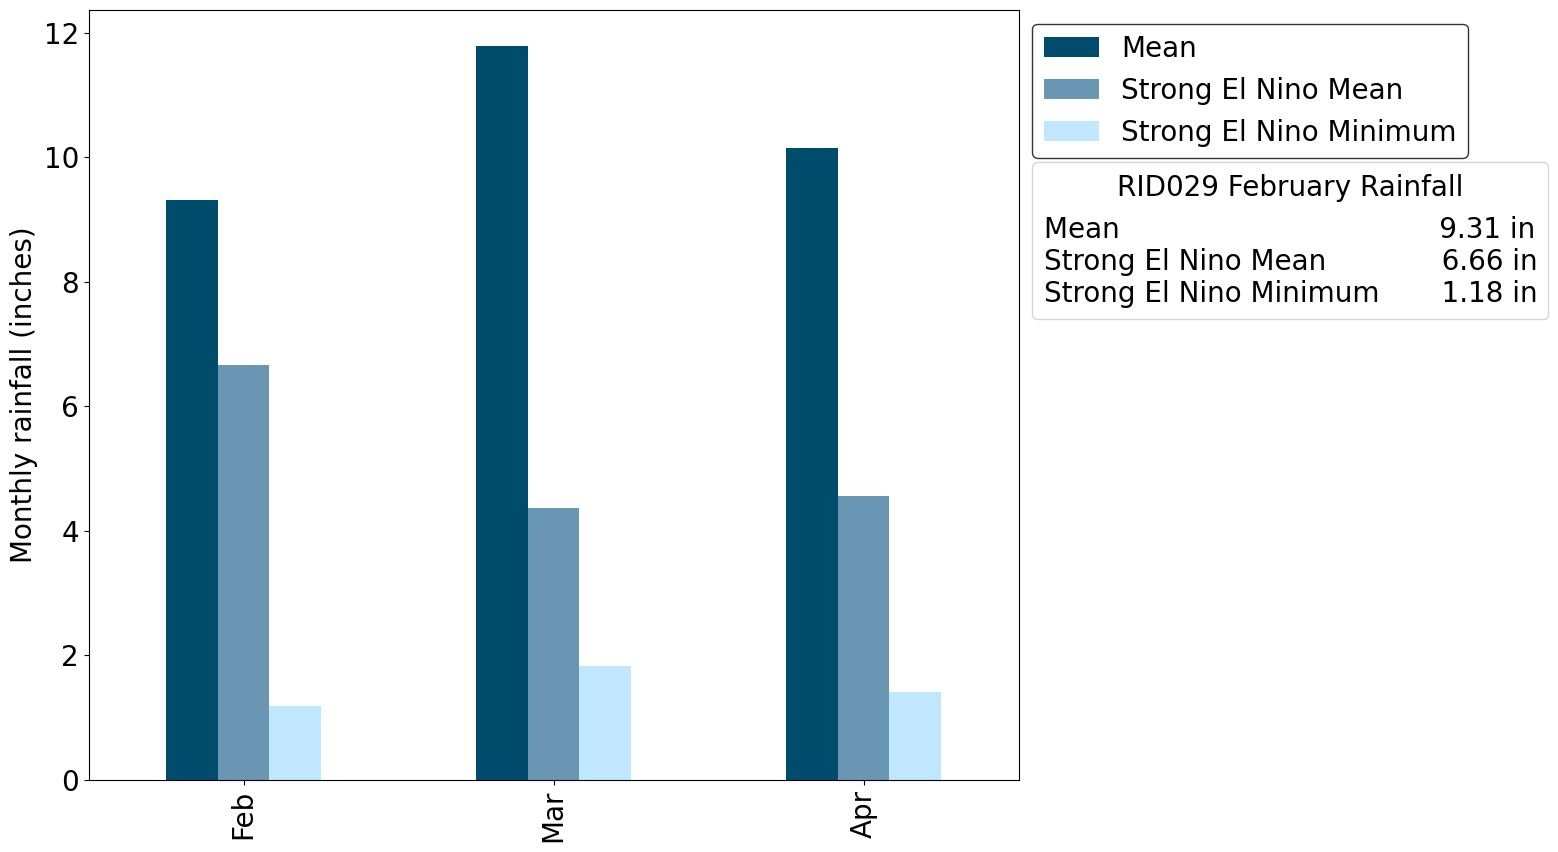 Monthly rainfall (inches)
12
10
8
6
4
2
0
Feb
Mar
Apr
Mean
Strong El Nino Mean
Strong El Nino Minimum
RID029 February Rainfall
Mean 9.31 in
Strong El Nino Mean 6.66 in
Strong El Nino Minimum 1.18 in